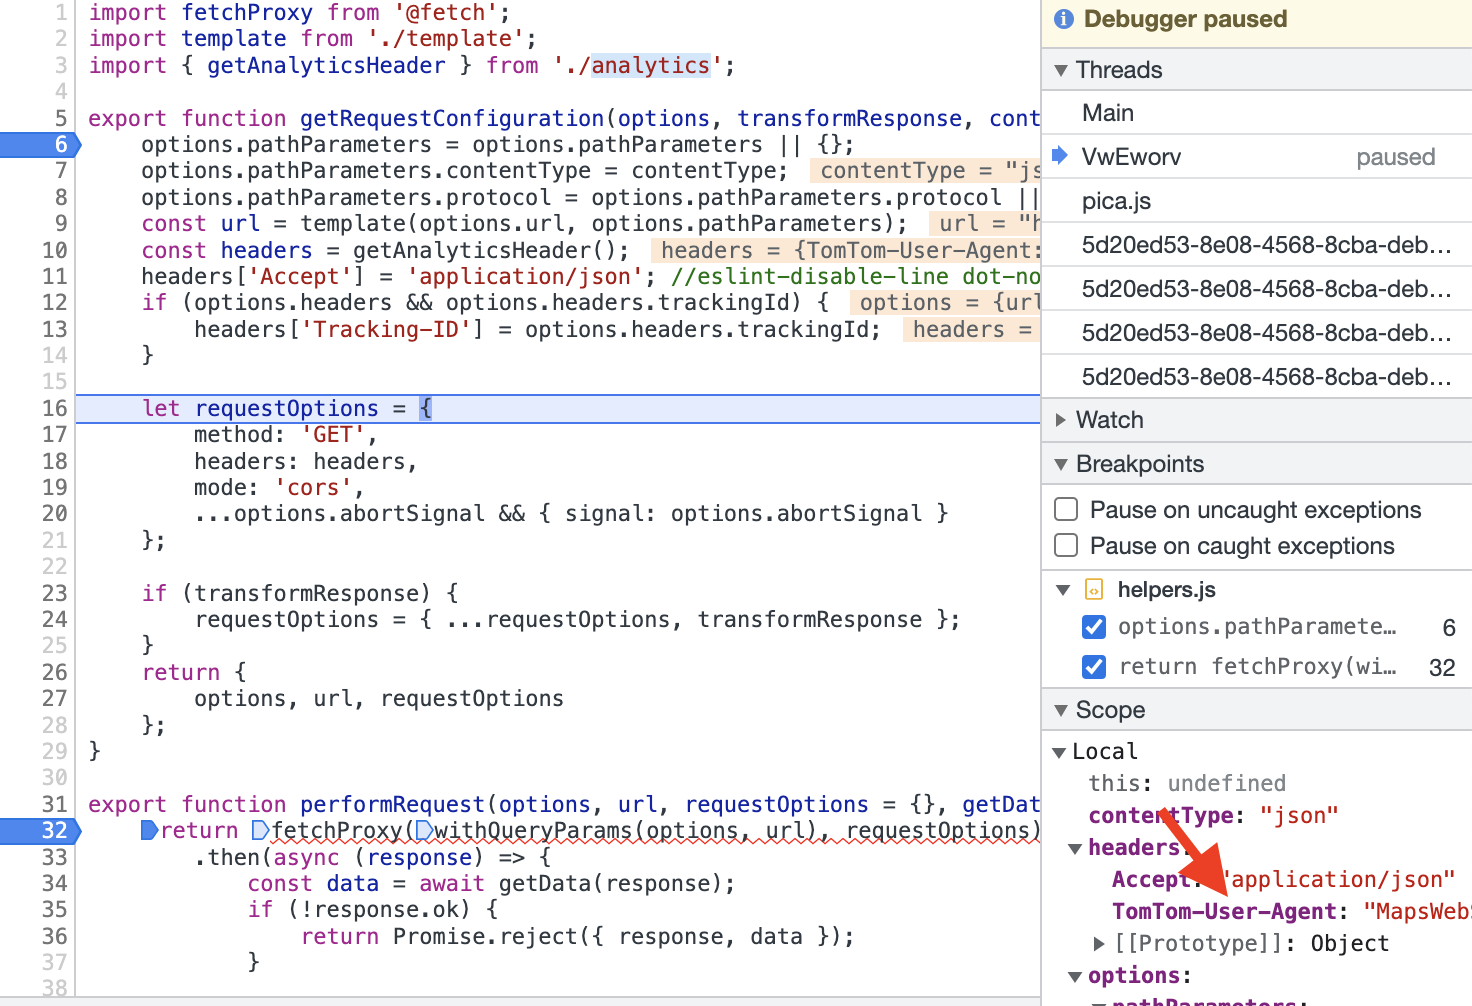 1 import fetchProxy from '@fetch';
2 import template from './template';
3 import { getAnalyticsHeader } from './analytics';
4
5 export function getRequestConfiguration(options, transformResponse, cont
6 options.pathParameters = options.pathParameters || {};
7 options.pathParameters.contentType = contentType; contentType = "js
8 options.pathParameters.protocol = options.pathParameters.protocol ||
9 const url = template(options.url, options.pathParameters); url = "h
10 const headers = getAnalyticsHeader(); headers = {TomTom-User-Agent:
11 headers['Accept'] = 'application/json'; //eslint-disable-line dot-no
12 if (options.headers && options.headers.trackingId) { options = {url
13 headers['Tracking-ID'] = options.headers.trackingId; headers =
14 }
15
16 let requestOptions = {
17 method: 'GET',
18 headers: headers,
19 mode: 'cors',
20 ...options.abortSignal && { signal: options.abortSignal }
21 };
22
23 if (transformResponse) {
24 requestOptions = { ...requestOptions, transformResponse };
25 }
26 return {
27 options, url, requestOptions
28 };
29 }
30
31 export function performRequest(options, url, requestOptions = {}, getDat
32 return fetchProxy(withQueryParams(options, url), requestOptions)
33 .then(async (response) => {
34 const data = await getData(response);
35 if (!response.ok) {
36 return Promise.reject({ response, data });
37 }
38
Debugger paused
Threads
Main
VwEworv paused
pica.js
5d20ed53-8e08-4568-8cba-deb...
5d20ed53-8e08-4568-8cba-deb...
5d20ed53-8e08-4568-8cba-deb...
5d20ed53-8e08-4568-8cba-deb...
Watch
Breakpoints
Pause on uncaught exceptions
Pause on caught exceptions
helpers.js
options.pathParamete… 6
return fetchProxy(wi… 32
Scope
Local
this: undefined
contentType: "json"
headers:
Accept: "application/json"
TomTom-User-Agent: "MapsWebS
[[Prototype]]: Object
options:
pathParameters: